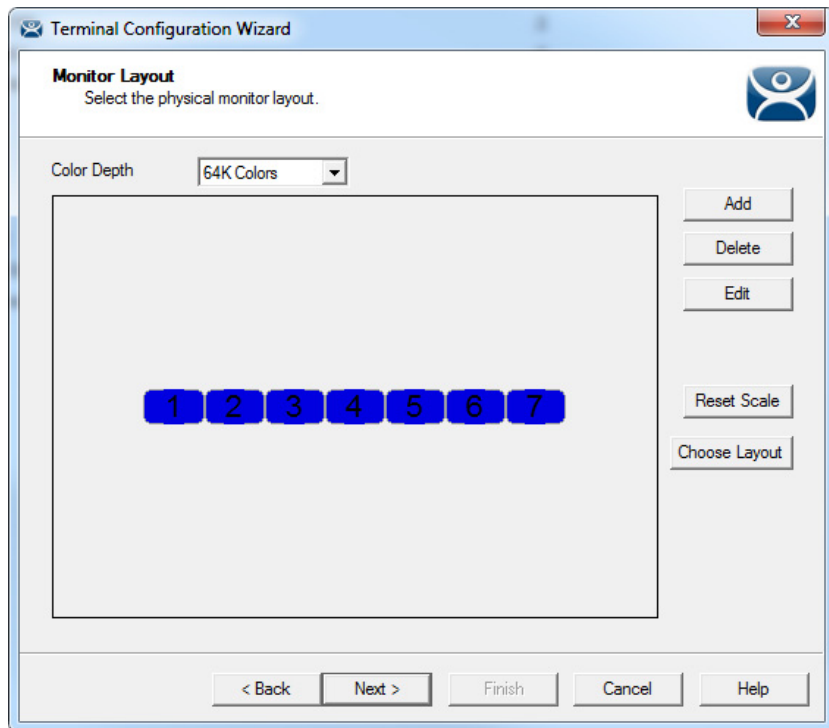 Terminal Configuration Wizard
X
Monitor Layout
Select the physical monitor layout.
Color Depth
64K Colors
Add
Delete
Edit
1 2 3 4 5 6 7
Reset Scale
Choose Layout
< Back
Next >
Finish
Cancel
Help